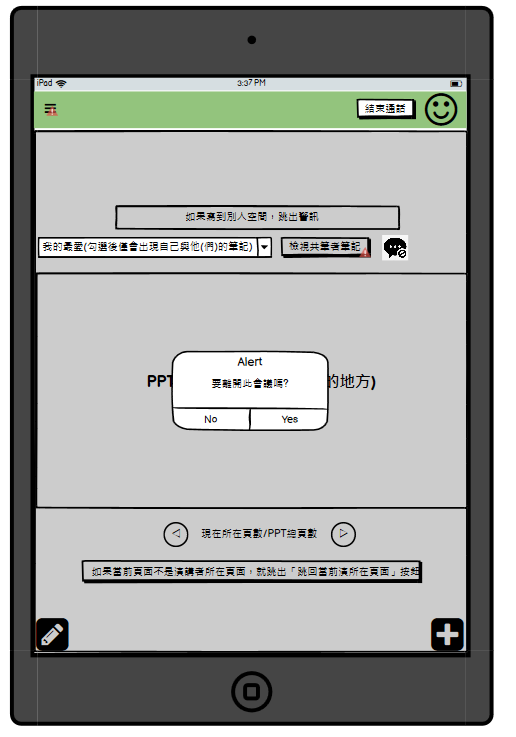 iPad
3:37 PM
結束通話
如果寫到別人空間，跳出警訊
我的最愛(勾選後僅會出現自已與他(們)的筆記)
檢視共筆者筆記
PPT
的地方)
Alert
要離開此會議嗎?
No
Yes
現在所在頁數/PPT總頁數
如果當前頁面不是演講者所在頁面，就跳出「跳回當前演所在頁面」按鈕